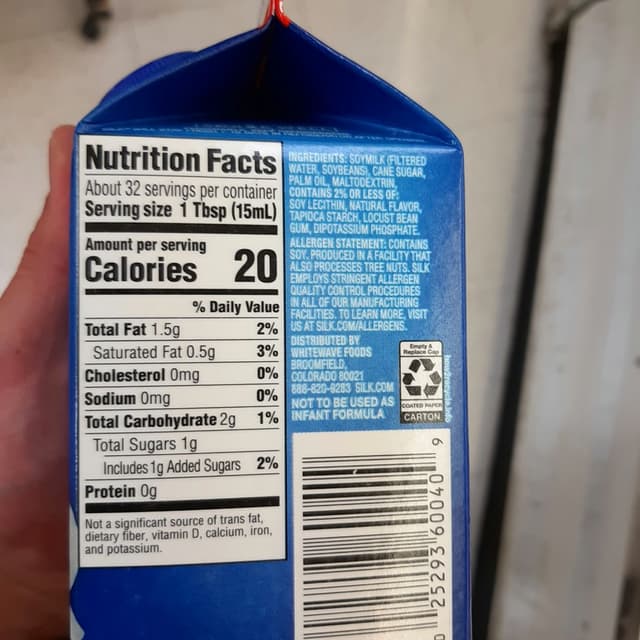 Nutrition Facts
About 32 servings per container
Serving size 1 Tbsp (15mL)
Amount per serving
Calories 20
% Daily Value
Total Fat 1.5g 2%
Saturated Fat 0.5g 3%
Cholesterol 0mg 0%
Sodium 0mg 0%
Total Carbohydrate 2g 1%
Total Sugars 1g
Includes 1g Added Sugars 2%
Protein 0g
Not a significant source of trans fat,
dietary fiber, vitamin D, calcium, iron,
and potassium.
INGREDIENTS: SOYMILK (FILTERED
WATER, SOYBEANS), CANE SUGAR,
PALM OIL, MALTODEXTRIN,
CONTAINS 2% OR LESS OF:
SOY LECITHIN, NATURAL FLAVOR,
TAPIOCA STARCH, LOCUST BEAN
GUM, DIPOTASSIUM PHOSPHATE.
ALLERGEN STATEMENT: CONTAINS
SOY. PRODUCED IN A FACILITY THAT
ALSO PROCESSES TREE NUTS. SILK
EMPLOYS STRINGENT ALLERGEN
QUALITY CONTROL PROCEDURES
IN ALL OF OUR MANUFACTURING
FACILITIES. TO LEARN MORE, VISIT
US AT SILK.COM/ALLERGENS.
DISTRIBUTED BY
WHITEWAVE FOODS
BROOMFIELD,
COLORADO 80021
888-820-9283 SILK.COM
NOT TO BE USED AS
INFANT FORMULA
Empty &
Replace Cap
COATED PAPER
CARTON
how2recycle.info
0 25293 60040 9